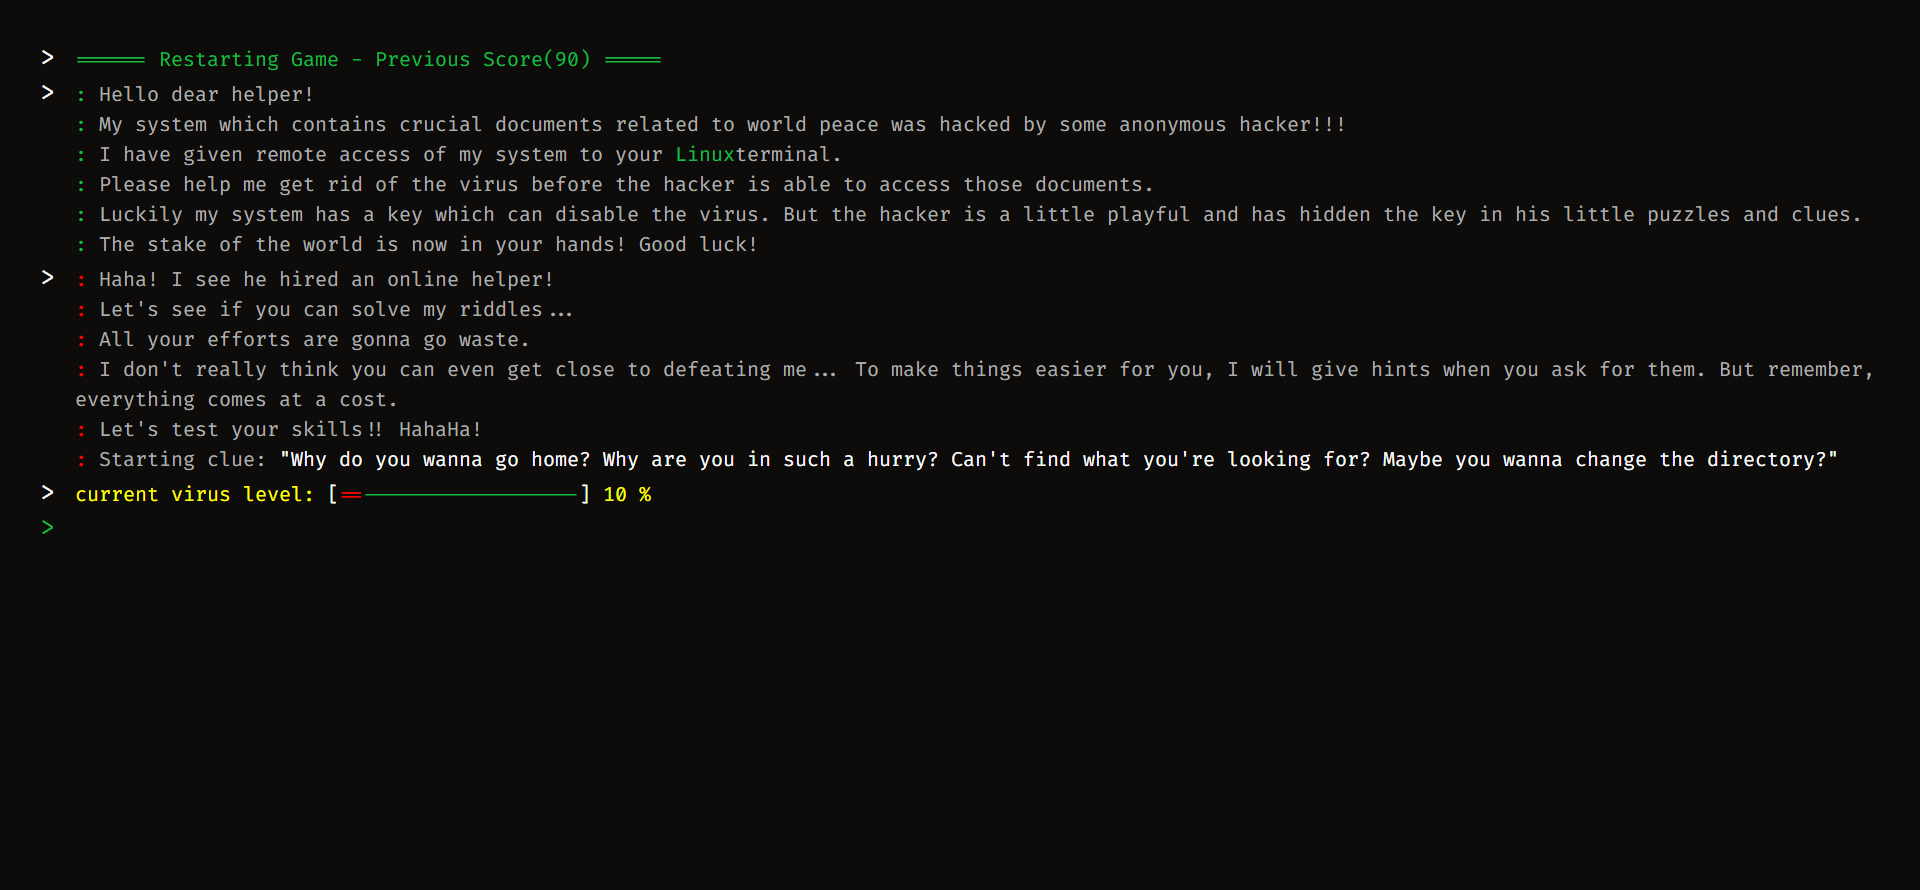 > ====== Restarting Game - Previous Score(90) =====
> : Hello dear helper!
: My system which contains crucial documents related to world peace was hacked by some anonymous hacker!!!
: I have given remote access of my system to your Linuxterminal.
: Please help me get rid of the virus before the hacker is able to access those documents.
: Luckily my system has a key which can disable the virus. But the hacker is a little playful and has hidden the key in his little puzzles and clues.
: The stake of the world is now in your hands! Good luck!
> : Haha! I see he hired an online helper!
: Let's see if you can solve my riddles...
: All your efforts are gonna go waste.
: I don't really think you can even get close to defeating me... To make things easier for you, I will give hints when you ask for them. But remember,
everything comes at a cost.
: Let's test your skills!! HahaHa!
: Starting clue: "Why do you wanna go home? Why are you in such a hurry? Can't find what you're looking for? Maybe you wanna change the directory?"
> current virus level: [==------------------] 10 %
>